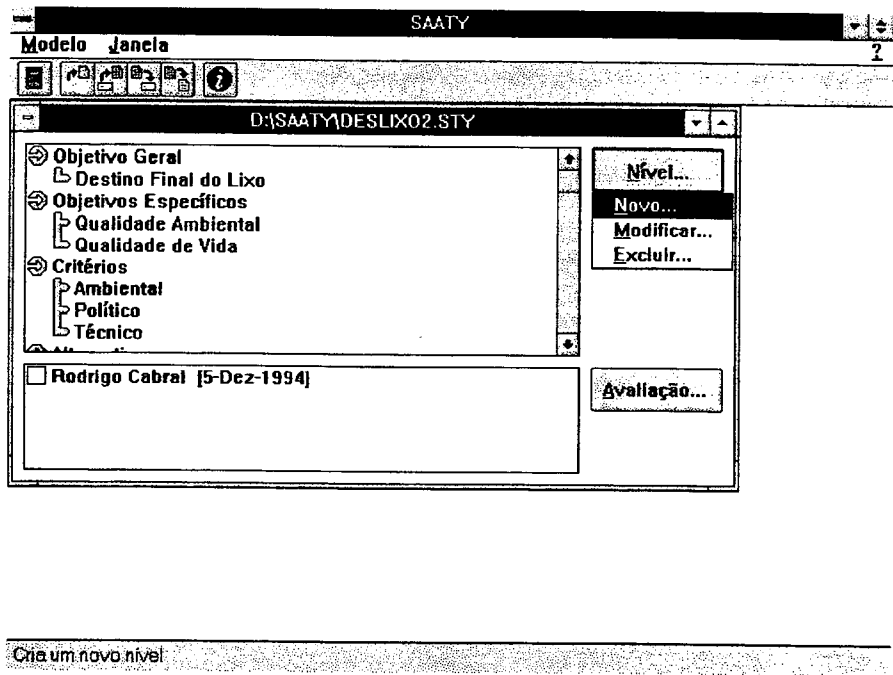 SAATY
Modelo Janela ?
D:\SAATY\DESLIXO2.STY
Objetivo Geral
Destino Final do Lixo
Objetivos Específicos
Qualidade Ambiental
Qualidade de Vida
Critérios
Ambiental
Político
Técnico
Nível...
Novo...
Modificar...
Excluir...
Rodrigo Cabral [5-Dez-1994]
Avaliação...
Cria um novo nível